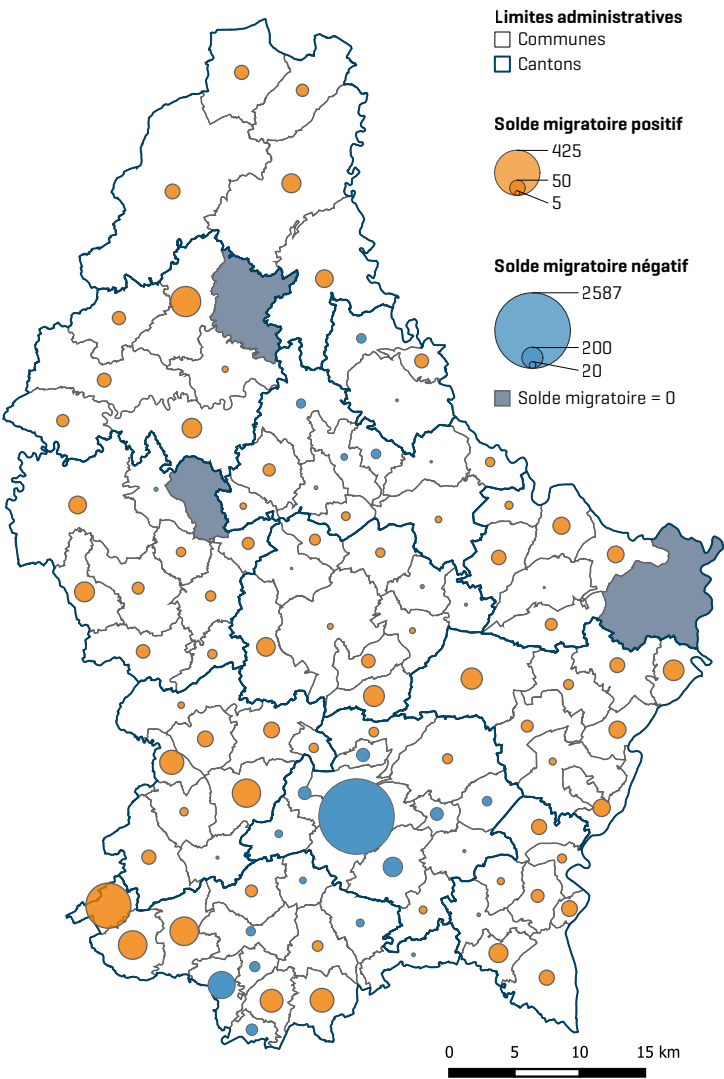 Limites administratives
Communes
Cantons
Solde migratoire positif
425
50
5
Solde migratoire négatif
2587
200
20
Solde migratoire = 0
0 5 10 15 km